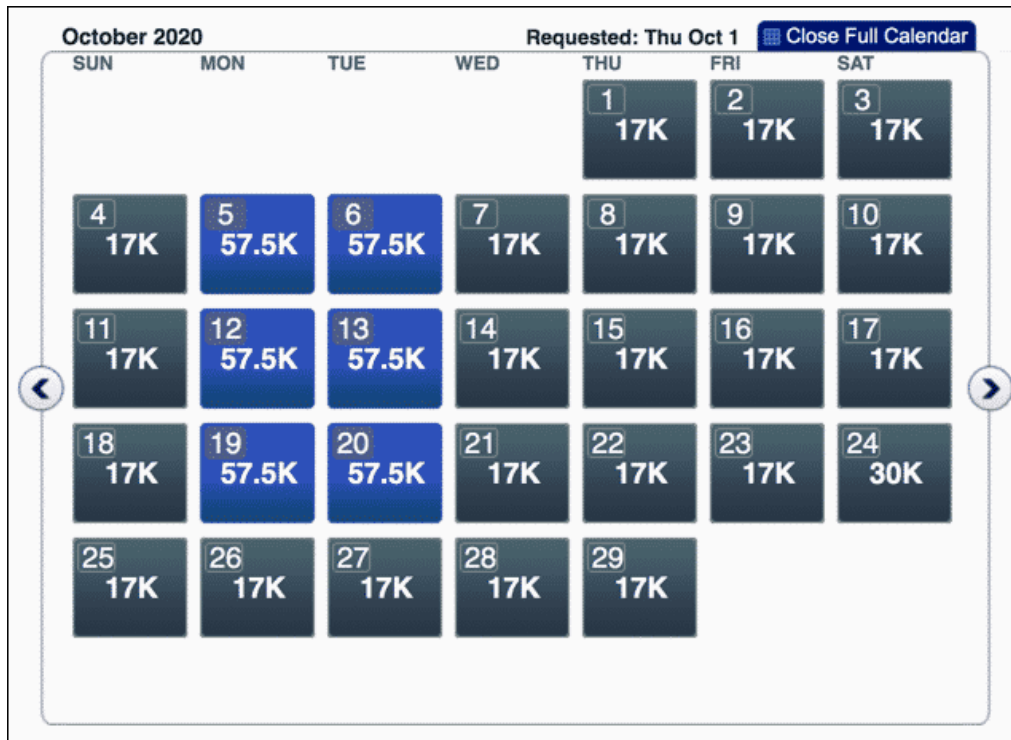 October 2020 Requested: Thu Oct 1 Close Full Calendar
SUN MON TUE WED THU FRI SAT
1 2 3
17K 17K 17K
4 5 6 7 8 9 10
17K 57.5K 57.5K 17K 17K 17K 17K
11 12 13 14 15 16 17
17K 57.5K 57.5K 17K 17K 17K 17K
18 19 20 21 22 23 24
17K 57.5K 57.5K 17K 17K 17K 30K
25 26 27 28 29
17K 17K 17K 17K 17K